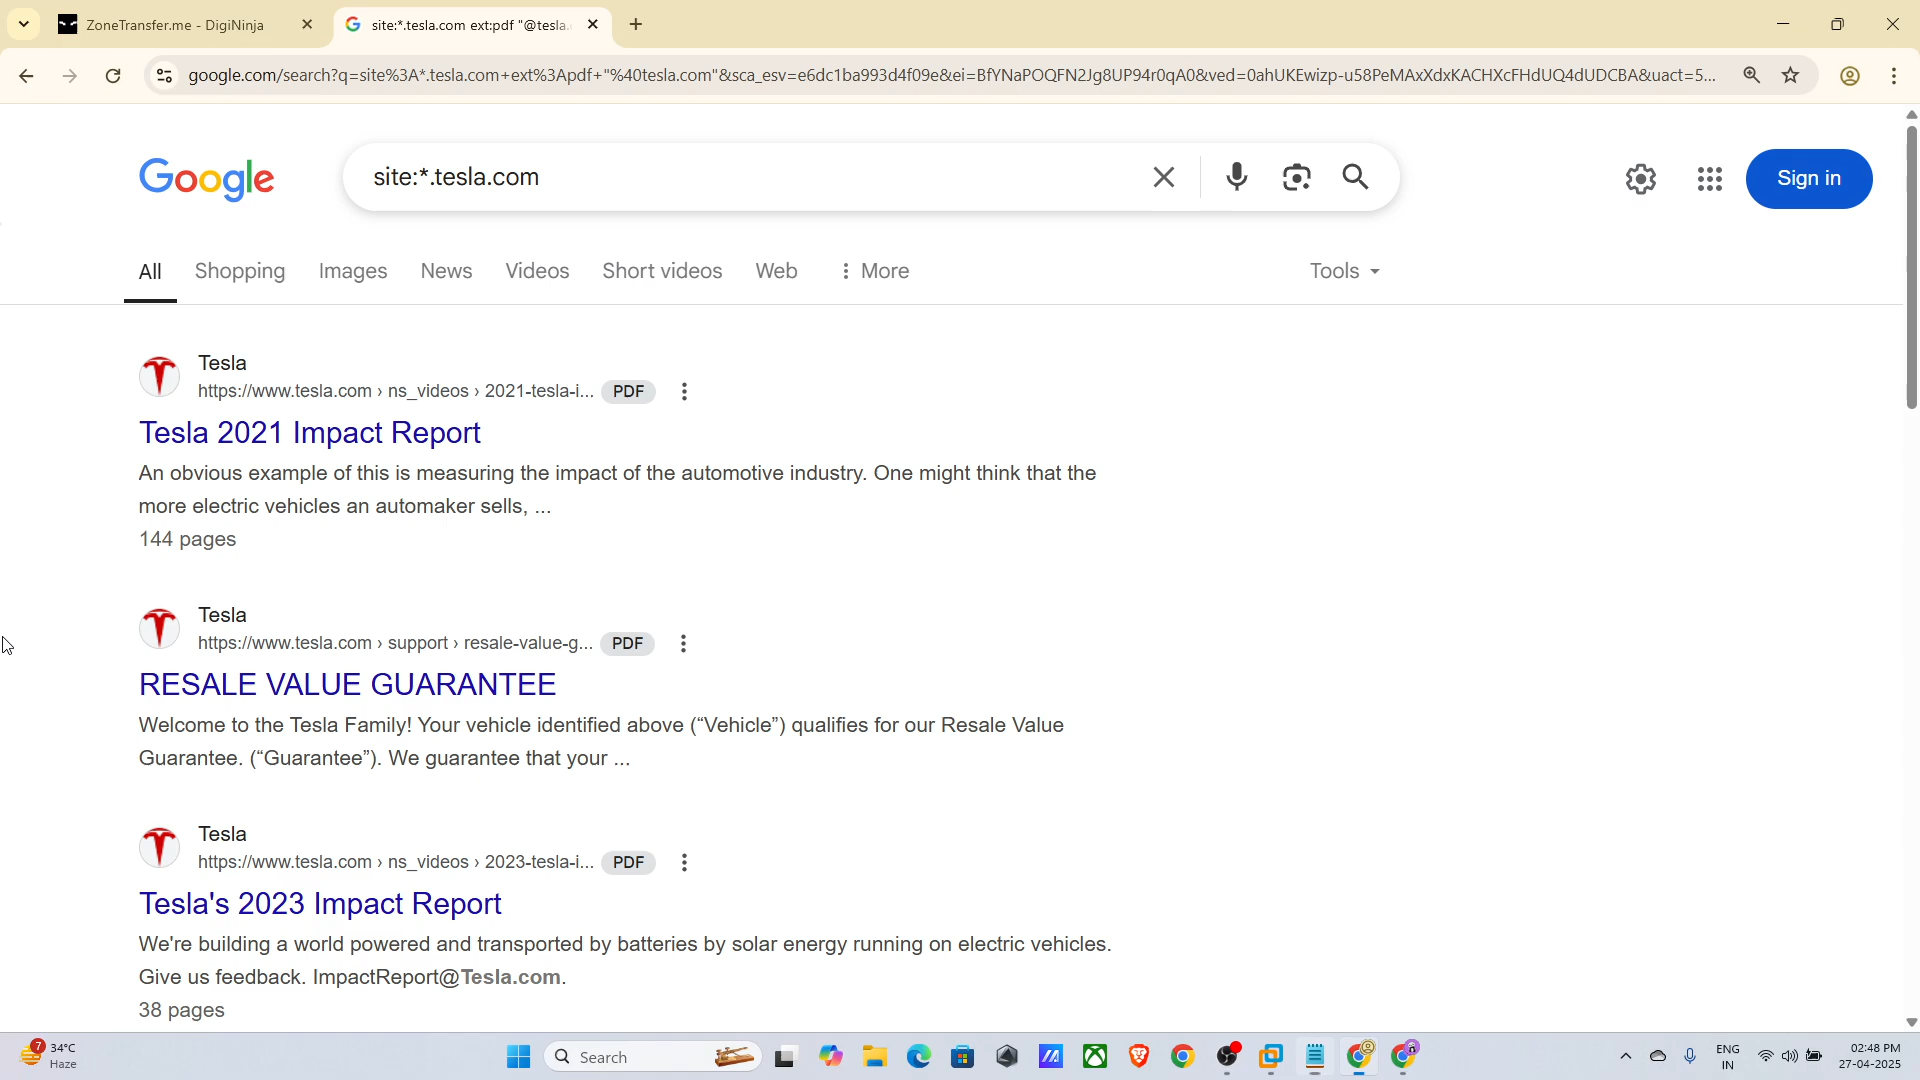 ZoneTransfer.me - DigiNinja
site:*.tesla.com ext:pdf "@tesla.
google.com/search?q=site%3A*.tesla.com+ext%3Apdf+"%40tesla.com"&sca_esv=e6dc1ba993d4f09e&ei=BfYNaPOQFN2Jg8UP94r0qA0&ved=0ahUKEwizp-u58PeMAxXdxKACHXcFHdUQ4dUDCBA&uact=5...
Google
site:*.tesla.com
Sign in
All
Shopping
Images
News
Videos
Short videos
Web
More
Tools
Tesla
https://www.tesla.com › ns_videos › 2021-tesla-i... PDF
Tesla 2021 Impact Report
An obvious example of this is measuring the impact of the automotive industry. One might think that the
more electric vehicles an automaker sells, ...
144 pages
Tesla
https://www.tesla.com › support › resale-value-g... PDF
RESALE VALUE GUARANTEE
Welcome to the Tesla Family! Your vehicle identified above (“Vehicle”) qualifies for our Resale Value
Guarantee. (“Guarantee”). We guarantee that your ...
Tesla
https://www.tesla.com › ns_videos › 2023-tesla-i... PDF
Tesla's 2023 Impact Report
We're building a world powered and transported by batteries by solar energy running on electric vehicles.
Give us feedback. ImpactReport@Tesla.com.
38 pages
7
34°C
Haze
Search
ENG
IN
02:48 PM
27-04-2025